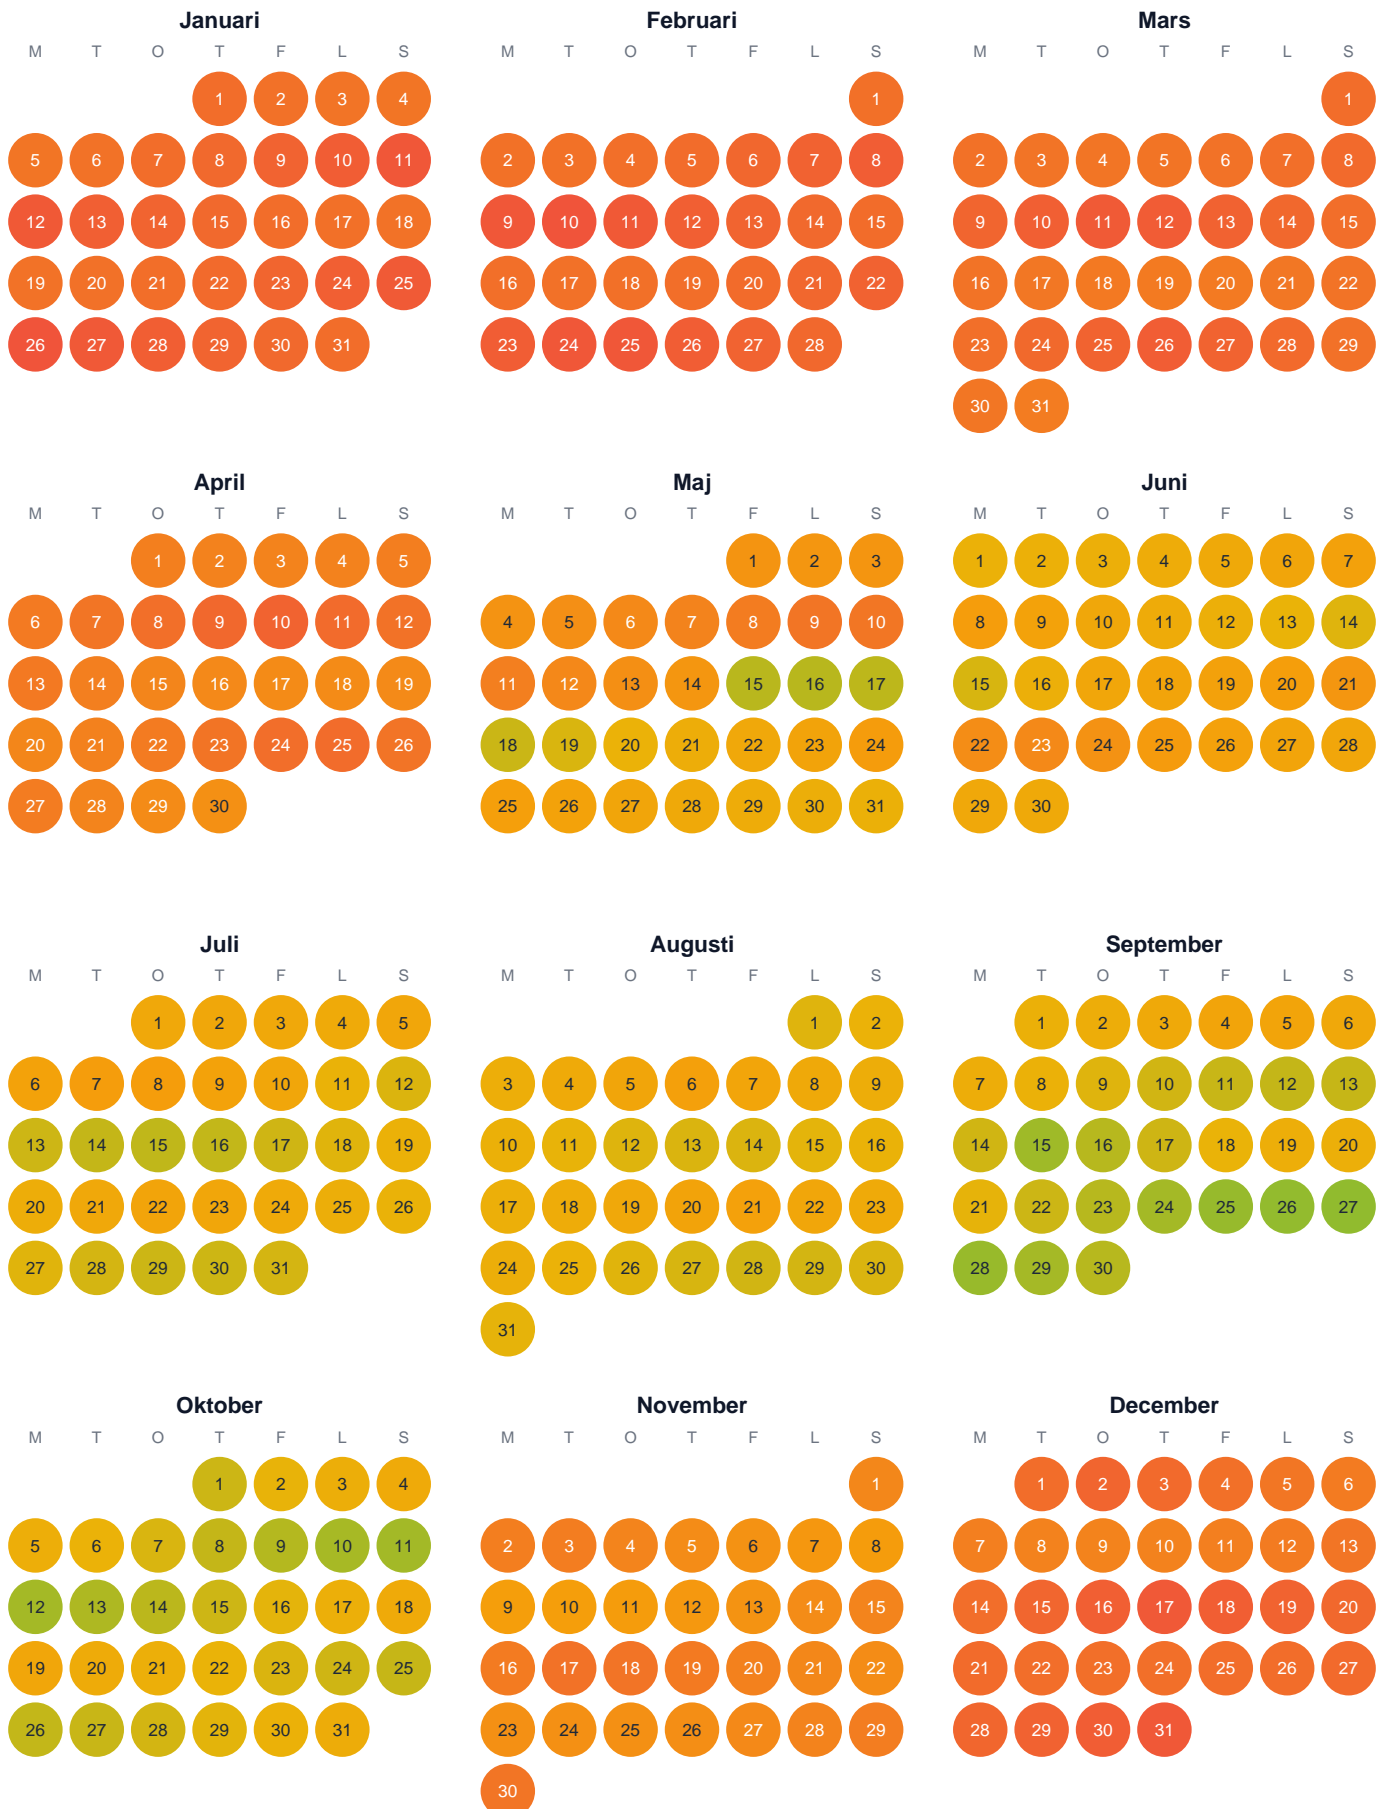 Januari Februari Mars
M T O T F L S M T O T F L S M T O T F L S
1 2 3 4 1 1
5 6 7 8 9 10 11 2 3 4 5 6 7 8 2 3 4 5 6 7 8
12 13 14 15 16 17 18 9 10 11 12 13 14 15 9 10 11 12 13 14 15
19 20 21 22 23 24 25 16 17 18 19 20 21 22 16 17 18 19 20 21 22
26 27 28 29 30 31 23 24 25 26 27 28 23 24 25 26 27 28 29
30 31
April Maj Juni
M T O T F L S M T O T F L S M T O T F L S
1 2 3 4 5 1 2 3 1 2 3 4 5 6 7
6 7 8 9 10 11 12 4 5 6 7 8 9 10 8 9 10 11 12 13 14
13 14 15 16 17 18 19 11 12 13 14 15 16 17 15 16 17 18 19 20 21
20 21 22 23 24 25 26 18 19 20 21 22 23 24 22 23 24 25 26 27 28
27 28 29 30 25 26 27 28 29 30 31 29 30
Juli Augusti September
M T O T F L S M T O T F L S M T O T F L S
1 2 3 4 5 1 2 1 2 3 4 5 6
6 7 8 9 10 11 12 3 4 5 6 7 8 9 7 8 9 10 11 12 13
13 14 15 16 17 18 19 10 11 12 13 14 15 16 14 15 16 17 18 19 20
20 21 22 23 24 25 26 17 18 19 20 21 22 23 21 22 23 24 25 26 27
27 28 29 30 31 24 25 26 27 28 29 30 28 29 30
31
Oktober November December
M T O T F L S M T O T F L S M T O T F L S
1 2 3 4 1 1 2 3 4 5 6
5 6 7 8 9 10 11 2 3 4 5 6 7 8 7 8 9 10 11 12 13
12 13 14 15 16 17 18 9 10 11 12 13 14 15 14 15 16 17 18 19 20
19 20 21 22 23 24 25 16 17 18 19 20 21 22 21 22 23 24 25 26 27
26 27 28 29 30 31 23 24 25 26 27 28 29 28 29 30 31
30